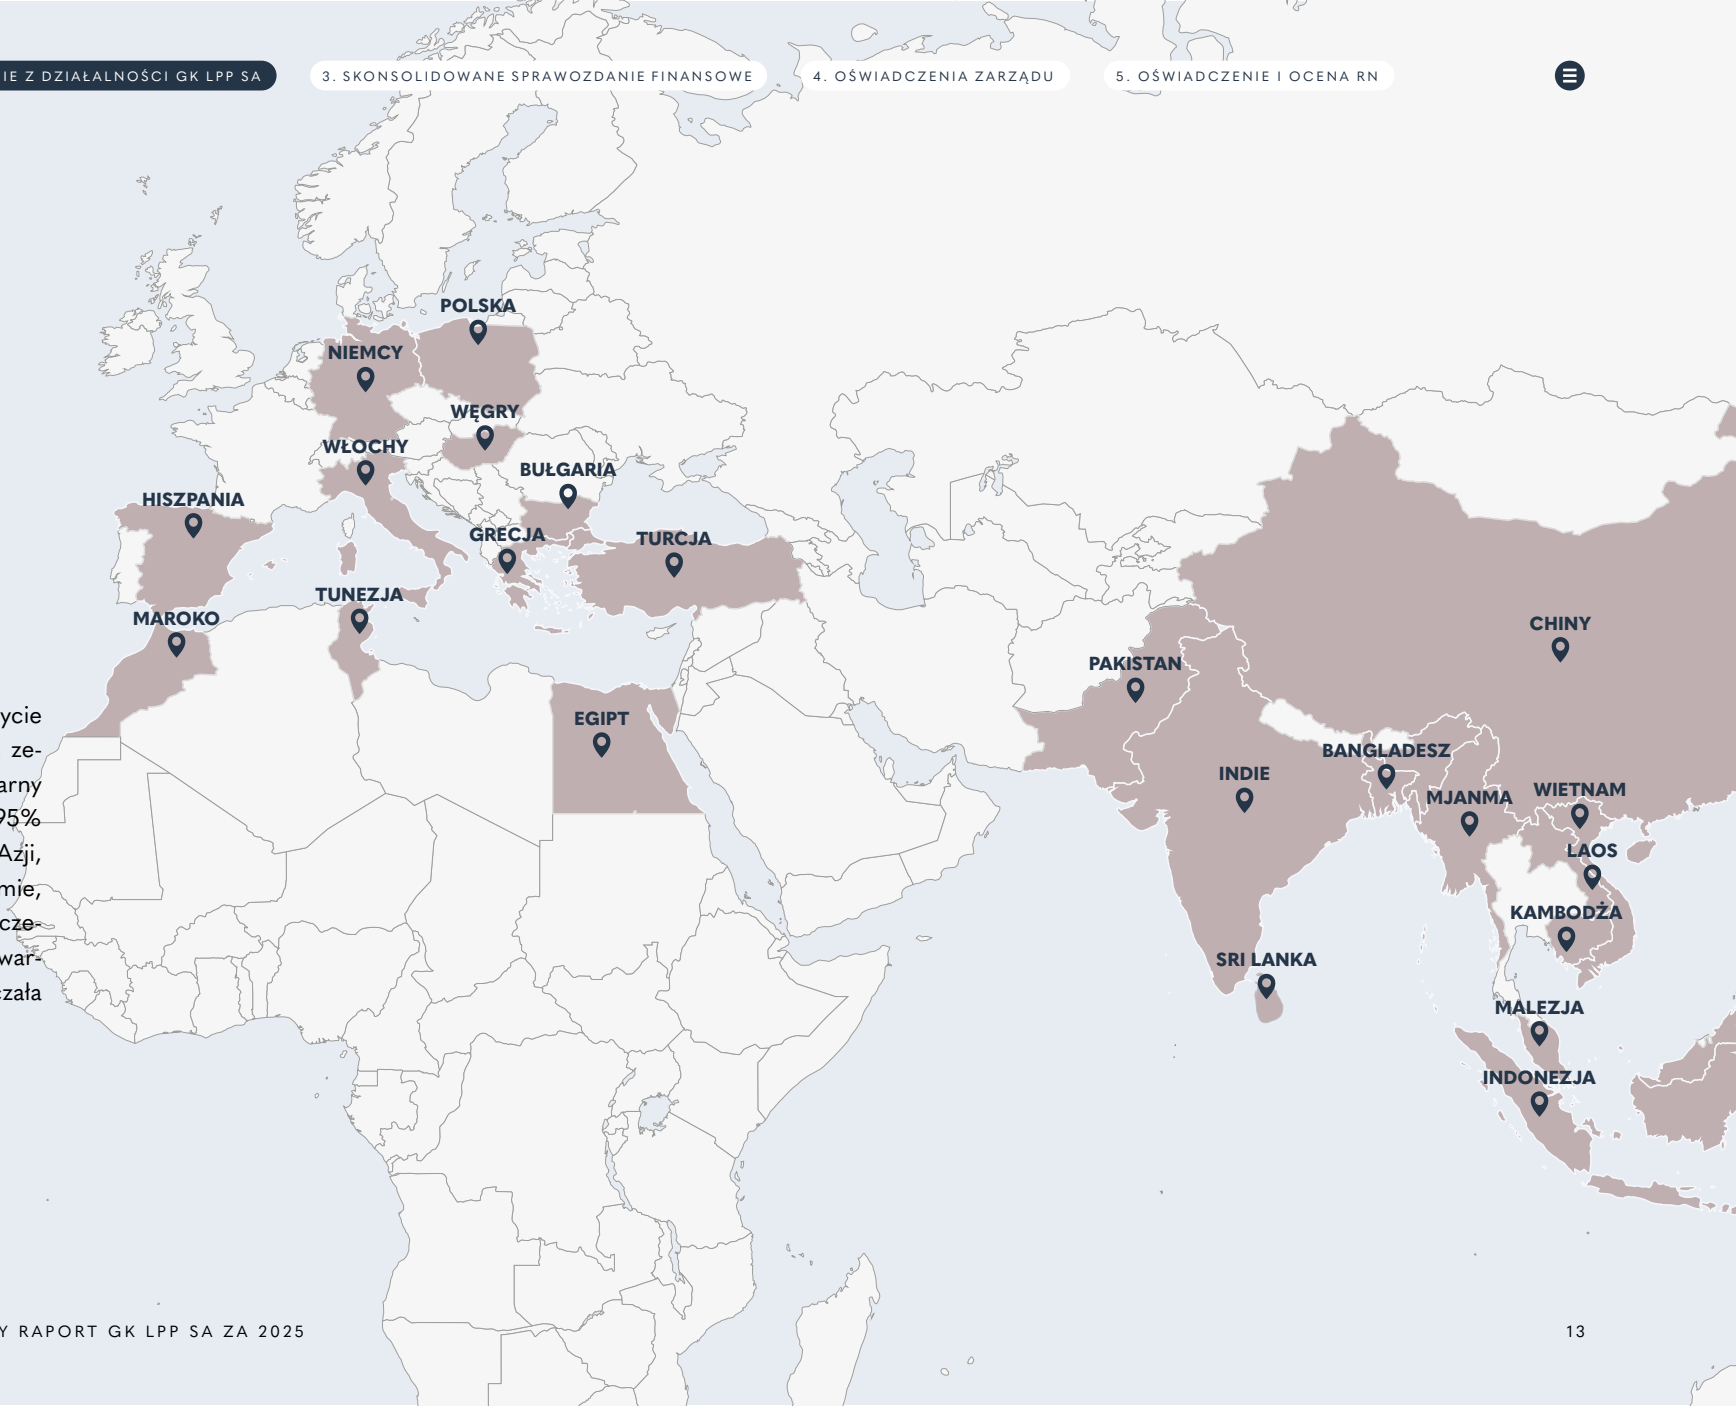 IE Z DZIAŁALNOŚCI GK LPP SA
3. SKONSOLIDOWANE SPRAWOZDANIE FINANSOWE
4. OŚWIADCZENIA ZARZĄDU
5. OŚWIADCZENIE I OCENA RN
POLSKA
NIEMCY
WĘGRY
WŁOCHY
BUŁGARIA
HISZPANIA
GRECJA
TURCJA
TUNEZJA
MAROKO
CHINY
PAKISTAN
EGIPT
BANGLADESZ
INDIE
WIETNAM
MJANMA
LAOS
KAMBODŻA
SRI LANKA
MALEZJA
INDONEZJA
ycie
ze-
arny
95%
Azji,
mie,
cze-
war-
zała
Y RAPORT GK LPP SA ZA 2025
13